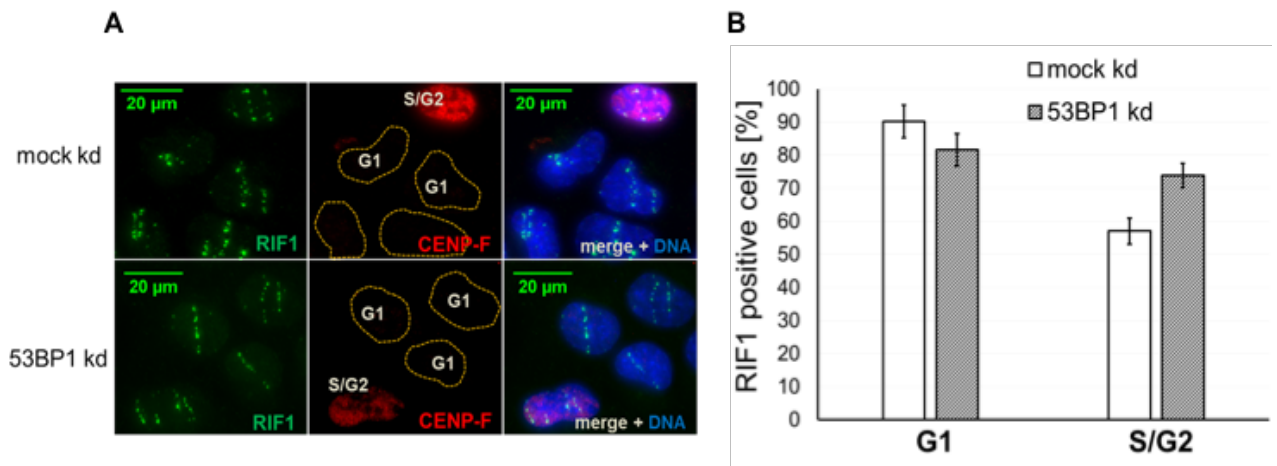 A
mock kd
20 µm
RIF1
S/G2
G1
G1
CENP-F
20 µm
merge + DNA
53BP1 kd
20 µm
RIF1
G1
G1
G1
S/G2
CENP-F
20 µm
merge + DNA
B
mock kd
53BP1 kd
RIF1 positive cells [%]
100
90
80
70
60
50
40
30
20
10
0
G1
S/G2